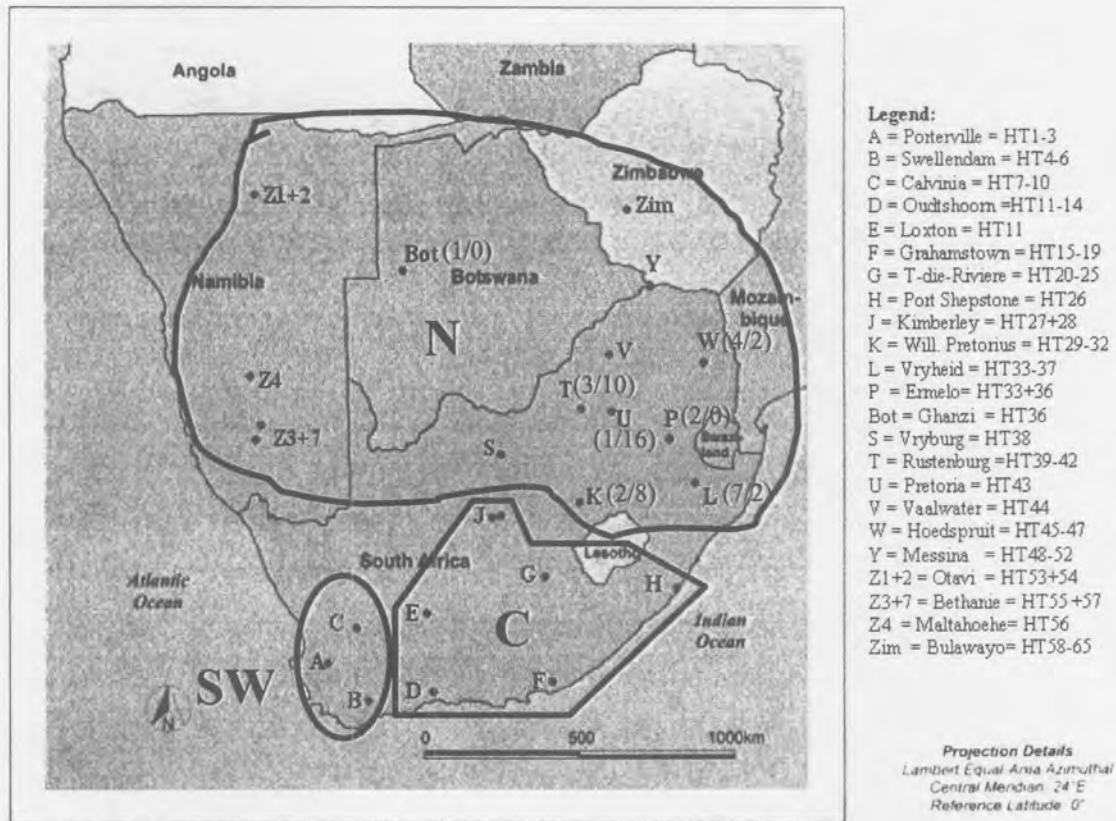 Angola
Zambia
Zimbabwe
Z1+2
Zim
Bot (1/0)
Botswana
Y
Namibia
Mozam-
bique
N
W(4/2)
V
Z4
T(3/10)
U
(1/16)
P(2/0)
Swazi-
land
Z3+7
S
K(2/8)
L(7/2)
J
South Africa
Lesotho
G
H
Atlantic
Ocean
E
C
C
Indian
Ocean
A
SW
B
D
F
N
0
500
1000km
Legend:
A = Porterville = HT1-3
B = Swellendam = HT4-6
C = Calvinia = HT7-10
D = Oudtshoorn =HT11-14
E = Loxton = HT11
F = Grahamstown = HT15-19
G = T-die-Riviere = HT20-25
H = Port Shepstone = HT26
J = Kimberley = HT27+28
K = Will. Pretorius = HT29-32
L = Vryheid = HT33-37
P = Ermelo= HT33+36
Bot = Ghanzi = HT36
S = Vryburg = HT38
T = Rustenburg =HT39-42
U = Pretoria = HT43
V = Vaalwater = HT44
W = Hoedspruit = HT45-47
Y = Messina = HT48-52
Z1+2 = Otavi = HT53+54
Z3+7 = Bethanie = HT55+57
Z4 = Maltahoehe= HT56
Zim = Bulawayo= HT58-65
Projection Details
Lambert Equal Area Azimuthal
Central Meridian 24°E
Reference Latitude 0°